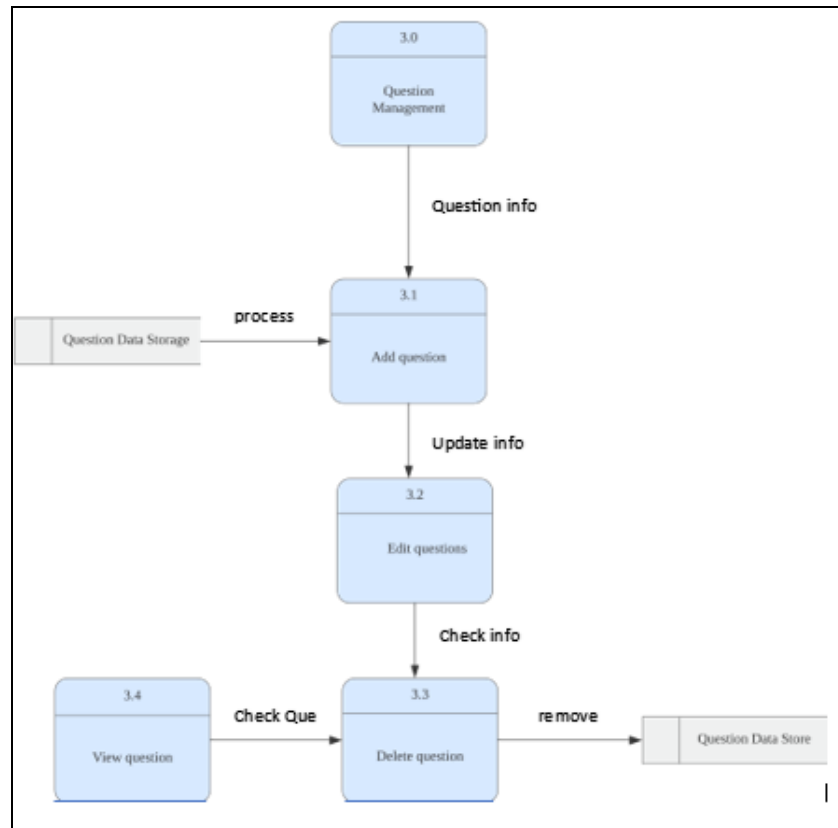 3.0
Question
Management
Question info
3.1
process
Question Data Storage
Add question
Update info
3.2
Edit questions
Check info
3.4
3.3
Check Que
remove
View question
Delete question
Question Data Store